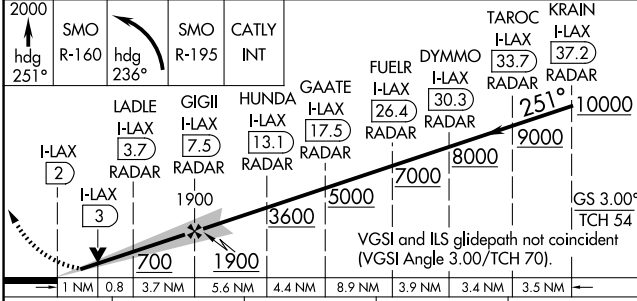 2000
hdg
251°
SMO
R-160
hdg
236°
SMO
R-195
CATLY
INT
KRAIN
I-LAX
37.2
RADAR
TAROC
I-LAX
33.7
RADAR
DYMMO
I-LAX
30.3
RADAR
FUELR
I-LAX
26.4
RADAR
GAATE
I-LAX
17.5
RADAR
HUNDA
I-LAX
13.1
RADAR
GIGII
I-LAX
7.5
RADAR
LADLE
I-LAX
3.7
RADAR
I-LAX
2
I-LAX
3
251°
10000
9000
8000
7000
5000
3600
1900
1900
700
GS 3.00°
TCH 54
VGSI and ILS glidepath not coincident
(VGSI Angle 3.00/TCH 70).
1 NM
0.8
3.7 NM
5.6 NM
4.4 NM
8.9 NM
3.9 NM
3.4 NM
3.5 NM